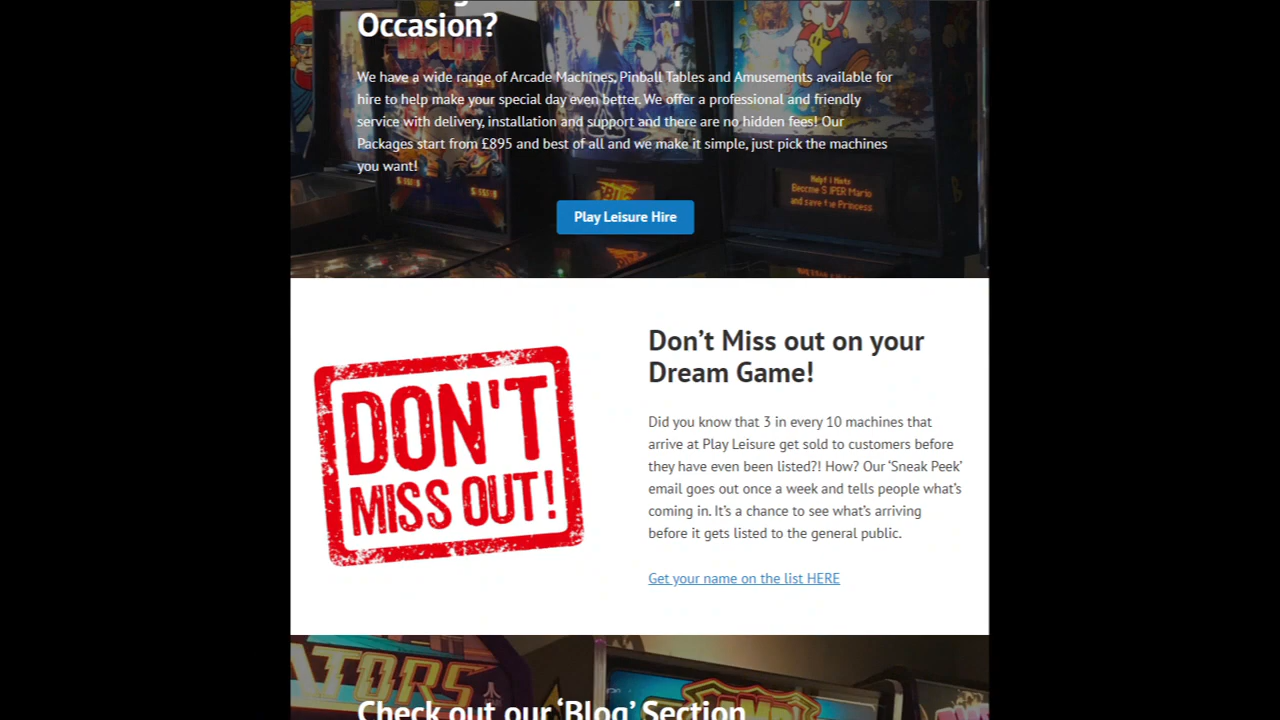 Occasion?
We have a wide range of Arcade Machines, Pinball Tables and Amusements available for
hire to help make your special day even better. We offer a professional and friendly
service with delivery, installation and support and there are no hidden fees! Our
Packages start from £895 and best of all and we make it simple, just pick the machines
you want!
Help! I Hate
and save the Princess
Play Leisure Hire
DON'T
MISS OUT!
Don’t Miss out on your
Dream Game!
Did you know that 3 in every 10 machines that
arrive at Play Leisure get sold to customers before
they have even been listed?! How? Our ‘Sneak Peek’
email goes out once a week and tells people what’s
coming in. It’s a chance to see what’s arriving
before it gets listed to the general public.
Get your name on the list HERE
ATORS
ATARI
Check out our ‘Blog’ Section